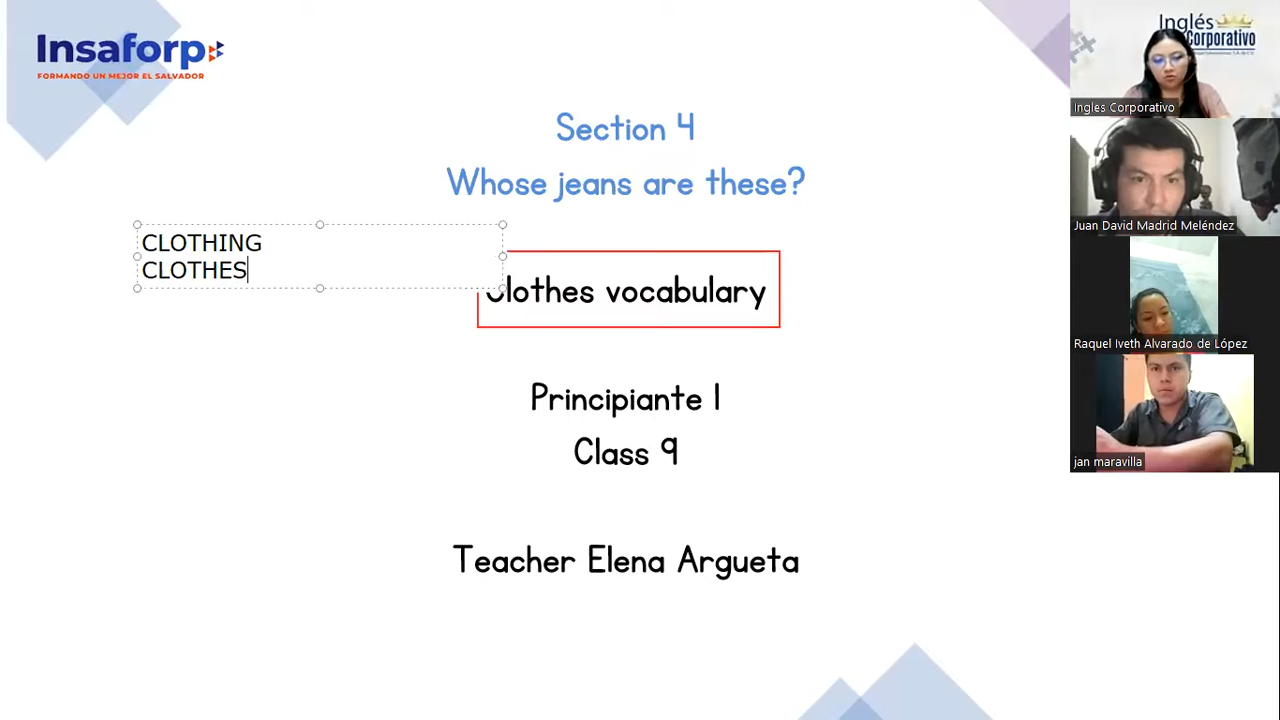 Insaforp
FORMANDO UN MEJOR EL SALVADOR
Section 4
Whose jeans are these?
CLOTHING
CLOTHES
Clothes vocabulary
Principiante 1
Class 9
Teacher Elena Argueta
Inglés
Corporativo
Ingles Corporativo
Juan David Madrid Meléndez
Raquel Iveth Alvarado de López
jan maravilla